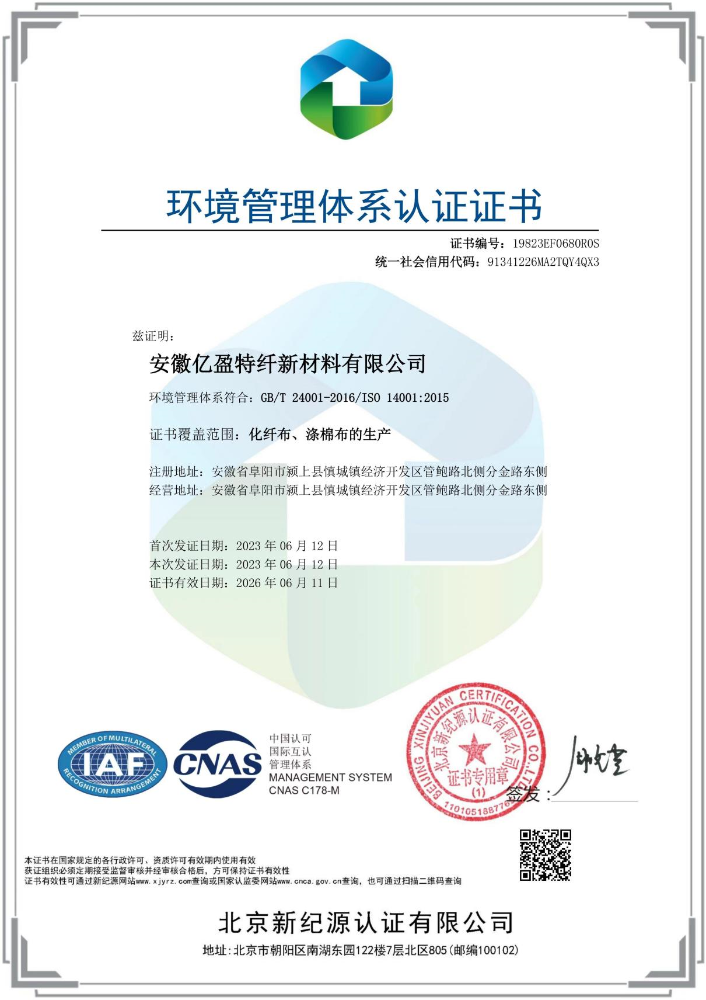 环境管理体系认证证书
证书编号：19823EF0680R0S
统一社会信用代码：91341226MA2TQY4QX3
兹证明：
安徽亿盈特纤新材料有限公司
环境管理体系符合：GB/T 24001-2016/ISO 14001:2015
证书覆盖范围：化纤布、涤棉布的生产
注册地址：安徽省阜阳市颍上县慎城镇经济开发区管鲍路北侧分金路东侧
经营地址：安徽省阜阳市颍上县慎城镇经济开发区管鲍路北侧分金路东侧
首次发证日期：2023 年 06 月 12 日
本次发证日期：2023 年 06 月 12 日
证书有效日期：2026 年 06 月 11 日
MEMBER OF MULTILATERAL
IAF
RECOGNITION ARRANGEMENT
CNAS
中国认可
国际互认
管理体系
MANAGEMENT SYSTEM
CNAS C178-M
BEIJING XINJIYUAN CERTIFICATION CO.,LTD
北京新纪源认证有限公司
证书专用章
(1)
签发：
本证书在国家规定的各行政许可、资质许可有效期内使用有效
获证组织必须定期接受监督审核并经审核合格后，方可保持证书有效性
证书有效性可通过新纪源网站www.xjyrz.com查询或国家认监委网站www.cnca.gov.cn查询，也可通过扫描二维码查询
北京新纪源认证有限公司
地址:北京市朝阳区南湖东园122楼7层北区805(邮编100102)